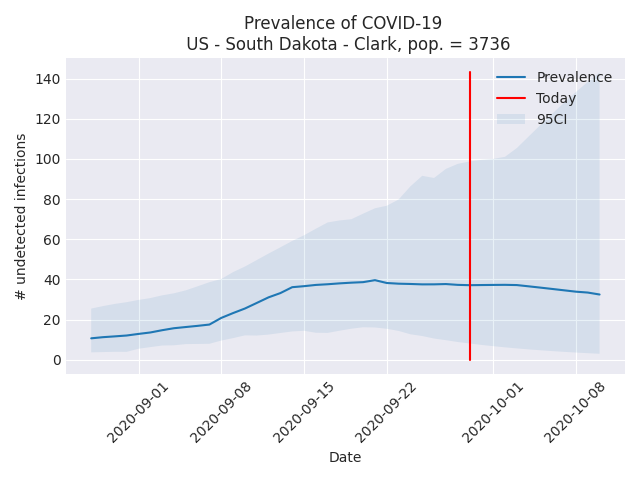 Prevalence of COVID-19
US - South Dakota - Clark, pop. = 3736
Prevalence
Today
95CI
# undetected infections
140
120
100
80
60
40
20
0
2020-09-01
2020-09-08
2020-09-15
2020-09-22
2020-10-01
2020-10-08
Date